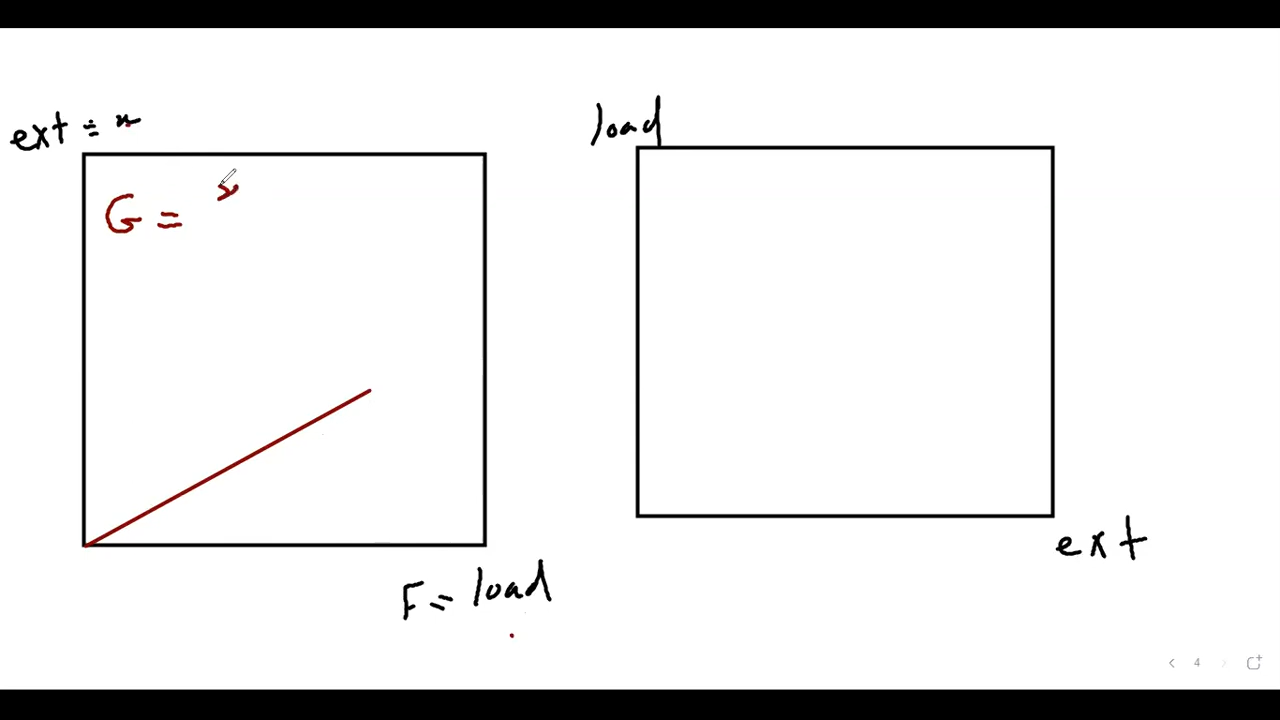 ext = x
load
G = x
ext
F = load
4